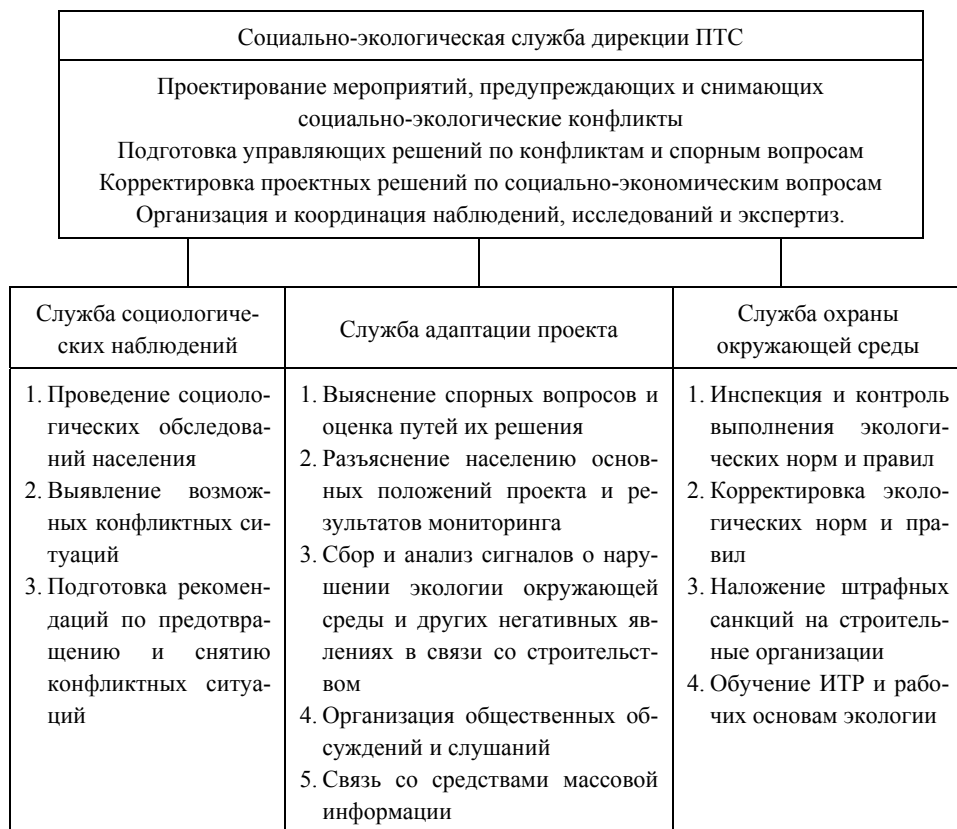 Социально-экологическая служба дирекции ПТС
Проектирование мероприятий, предупреждающих и снимающих
социально-экологические конфликты
Подготовка управляющих решений по конфликтам и спорным вопросам
Корректировка проектных решений по социально-экономическим вопросам
Организация и координация наблюдений, исследований и экспертиз.
Служба социологиче-
ских наблюдений
1. Проведение социоло-
гических обследова-
ний населения
2. Выявление возмож-
ных конфликтных си-
туаций
3. Подготовка рекомен-
даций по предотвра-
щению и снятию
конфликтных ситуа-
ций
Служба адаптации проекта
1. Выяснение спорных вопросов и
оценка путей их решения
2. Разъяснение населению основ-
ных положений проекта и ре-
зультатов мониторинга
3. Сбор и анализ сигналов о нару-
шении экологии окружающей
среды и других негативных яв-
лениях в связи со строительст-
вом
4. Организация общественных об-
суждений и слушаний
5. Связь со средствами массовой
информации
Служба охраны
окружающей среды
1. Инспекция и контроль
выполнения экологи-
ческих норм и правил
2. Корректировка эколо-
гических норм и пра-
вил
3. Наложение штрафных
санкций на строитель-
ные организации
4. Обучение ИТР и рабо-
чих основам экологии